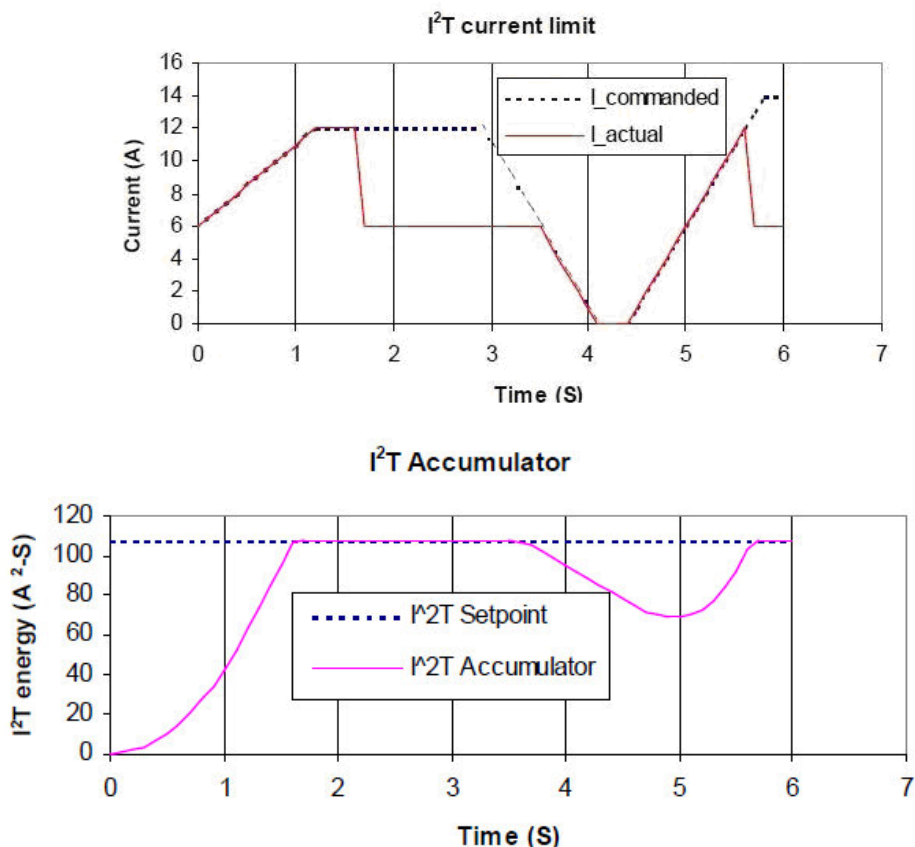 I²T current limit
16
14
12
10
8
6
4
2
0
Current (A)
I_commanded
I_actual
0 1 2 3 4 5 6 7
Time (S)
I²T Accumulator
120
100
80
60
40
20
0
I²T energy (A ²-S)
I^2T Setpoint
I^2T Accumulator
0 1 2 3 4 5 6 7
Time (S)